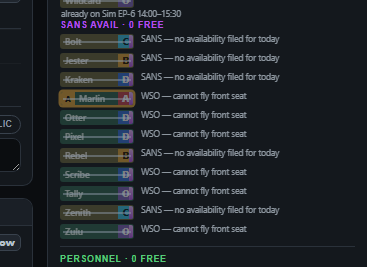 Wildcard
already on Sim EP-6 14:00–15:30
SANS AVAIL · 0 FREE
Bolt C SANS — no availability filed for today
Jester B SANS — no availability filed for today
Kraken D SANS — no availability filed for today
A Marlin A WSO — cannot fly front seat
Otter D WSO — cannot fly front seat
Pixel D WSO — cannot fly front seat
Rebel B SANS — no availability filed for today
Scribe D WSO — cannot fly front seat
Tally O WSO — cannot fly front seat
Zenith C SANS — no availability filed for today
Zulu WSO — cannot fly front seat
PERSONNEL · 0 FREE
LIC
ow